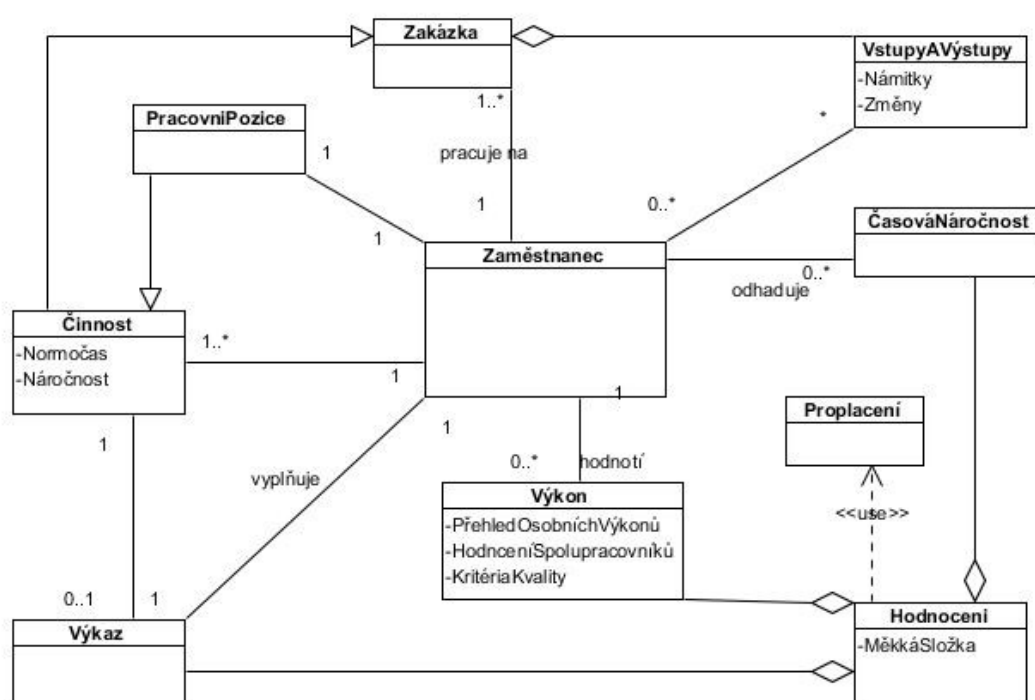 Zakázka
VstupyAVýstupy
-Námitky
-Změny
1..*
PracovniPozice
*
1
pracuje na
1
0..*
ČasováNáročnost
1
Zaměstnanec
0..*
odhaduje
Činnost
-Normočas
-Náročnost
1..*
1
1
Proplacení
1
1
0..*
hodnotí
vyplňuje
Výkon
-PřehledOsobníchVýkonů
-HodnceníSpolupracovníků
-KritériaKvality
<<use>>
0..1
1
Výkaz
Hodnoceni
-MěkkáSložka